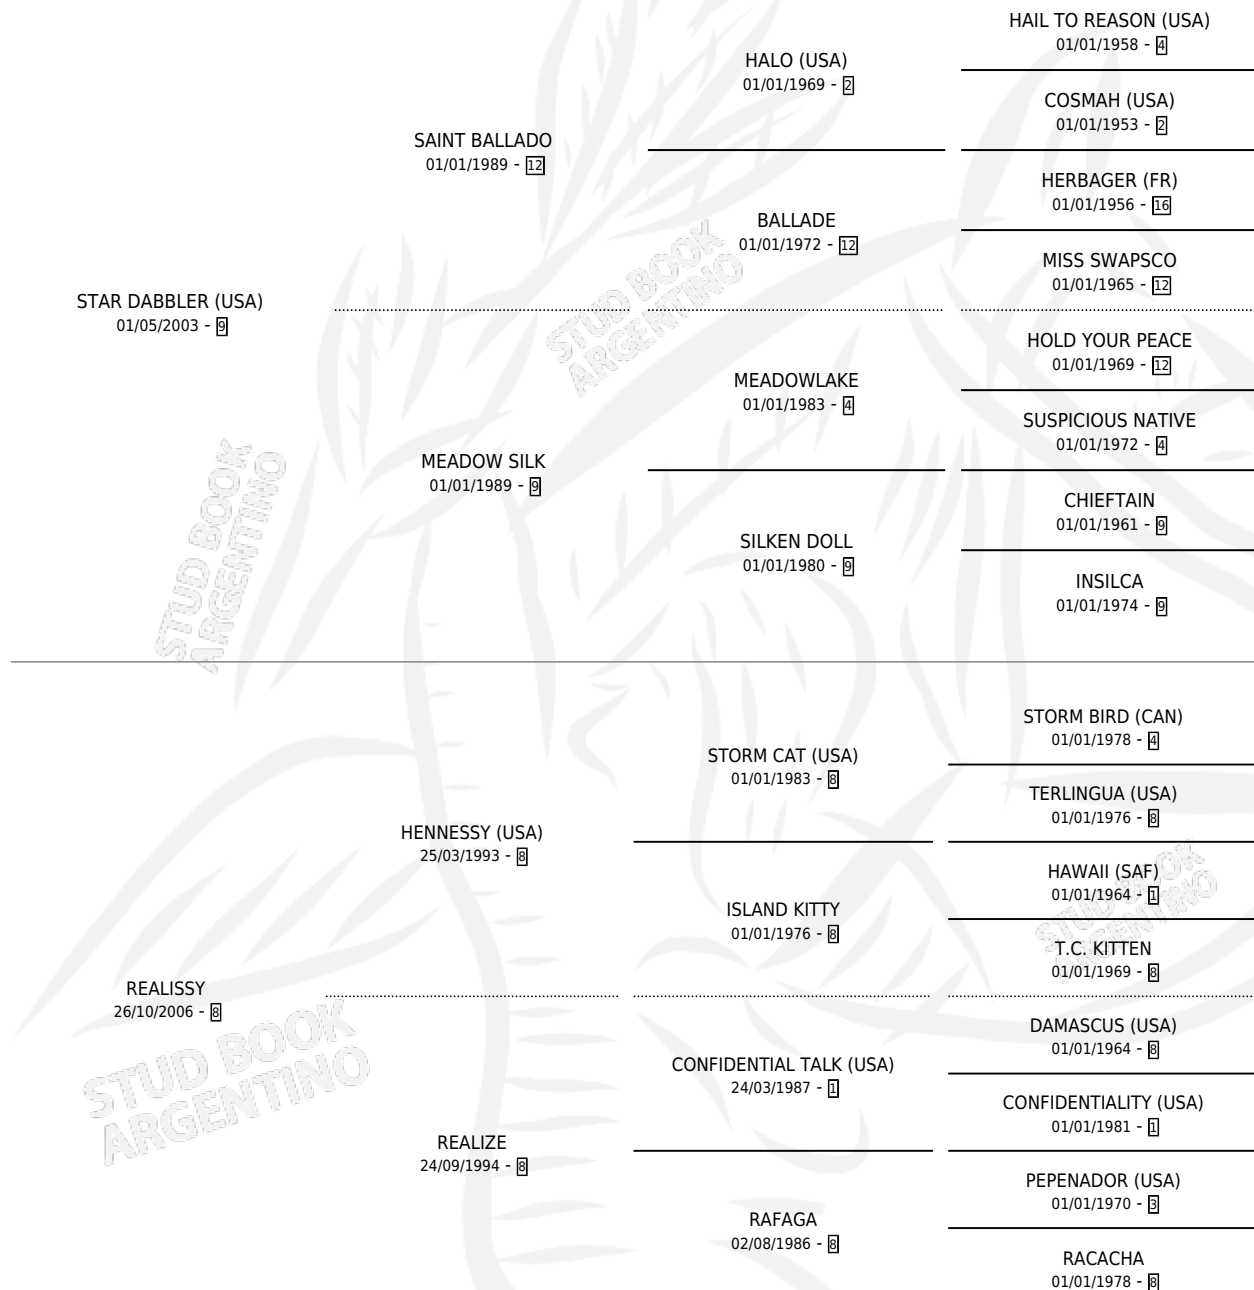 HAIL TO REASON (USA)
01/01/1958 - 4
HALO (USA)
01/01/1969 - 2
COSMAH (USA)
01/01/1953 - 2
SAINT BALLADO
01/01/1989 - 12
HERBAGER (FR)
01/01/1956 - 16
BALLADE
01/01/1972 - 12
MISS SWAPSCO
01/01/1965 - 12
STAR DABBLER (USA)
01/05/2003 - 9
HOLD YOUR PEACE
01/01/1969 - 12
MEADOWLAKE
01/01/1983 - 4
SUSPICIOUS NATIVE
01/01/1972 - 4
MEADOW SILK
01/01/1989 - 9
CHIEFTAIN
01/01/1961 - 9
SILKEN DOLL
01/01/1980 - 9
INSILCA
01/01/1974 - 9
STORM BIRD (CAN)
01/01/1978 - 4
STORM CAT (USA)
01/01/1983 - 8
TERLINGUA (USA)
01/01/1976 - 8
HENNESSY (USA)
25/03/1993 - 8
HAWAII (SAF)
01/01/1964 - 1
ISLAND KITTY
01/01/1976 - 8
T.C. KITTEN
01/01/1969 - 8
REALISSY
26/10/2006 - 8
DAMASCUS (USA)
01/01/1964 - 8
CONFIDENTIAL TALK (USA)
24/03/1987 - 1
CONFIDENTIALITY (USA)
01/01/1981 - 1
REALIZE
24/09/1994 - 8
PEPENADOR (USA)
01/01/1970 - 3
RAFAGA
02/08/1986 - 8
RACACHA
01/01/1978 - 8
STUD BOOK
ARGENTINO
STUD BOOK
ARGENTINO
STUD BOOK
ARGENTINO
STUD BOOK
ARGENTINO